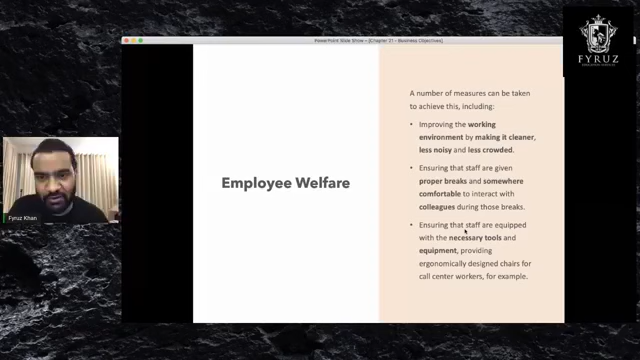 PowerPoint Slide Show - [Chapter 21 - Business Objectives]
FYRUZ
A number of measures can be taken
to achieve this, including:
• Improving the working
environment by making it cleaner,
less noisy and less crowded.
• Ensuring that staff are given
proper breaks and somewhere
comfortable to interact with
colleagues during those breaks.
• Ensuring that staff are equipped
with the necessary tools and
equipment, providing
ergonomically designed chairs for
call center workers, for example.
Employee Welfare
Fyruz Khan